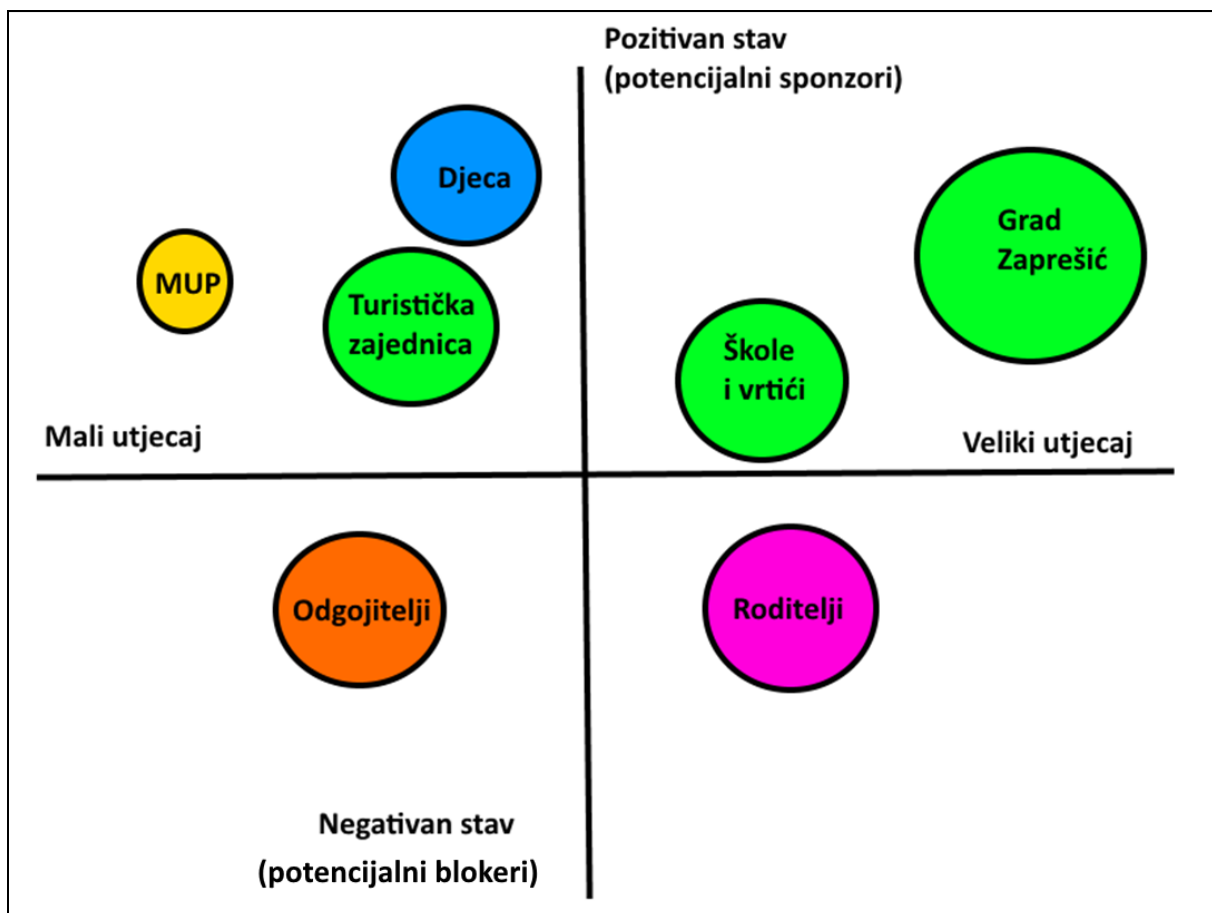 Pozitivan stav
(potencijalni sponzori)
Djeca
Grad
Zaprešić
MUP
Turistička
zajednica
Škole
i vrtići
Mali utjecaj
Veliki utjecaj
Odgojitelji
Roditelji
Negativan stav
(potencijalni blokeri)